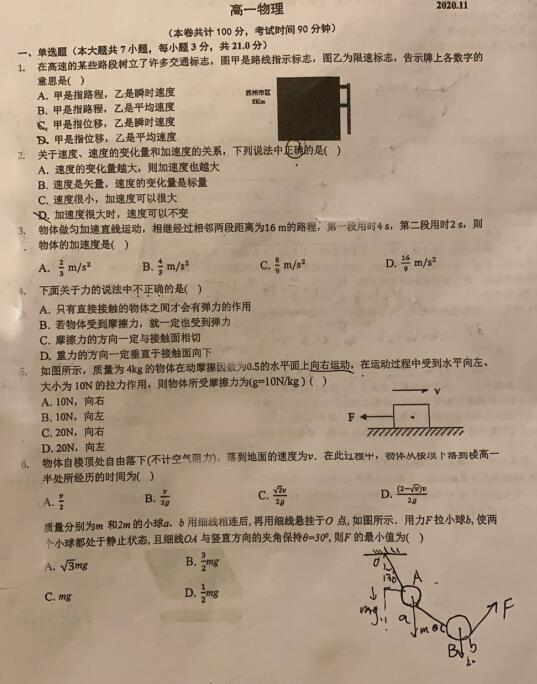 高一物理
2020.11
(本卷共计 100 分，考试时间 90 分钟)
一、单选题（本大题共 7 小题，每小题 3 分，共 21.0 分）
1. 在高速的某些路段树立了许多交通标志，图甲是路线指示标志，图乙为限速标志，告示牌上各数字的
意思是( )
A. 甲是指路程，乙是瞬时速度
B. 甲是指路程，乙是平均速度
C. 甲是指位移，乙是瞬时速度
D. 甲是指位移，乙是平均速度
苏州市区
5Km
2. 关于速度、速度的变化量和加速度的关系，下列说法中正确的是( )
A. 速度的变化量越大，则加速度也越大
B. 速度是矢量，速度的变化量是标量
C. 速度很小，加速度可以很大
D. 加速度很大时，速度可以不变
3. 物体做匀加速直线运动，相继经过相邻两段距离为16 m的路程，第一段用时4 s，第二段用时2 s，则
物体的加速度是( )
A. 2/3 m/s² B. 4/3 m/s² C. 8/9 m/s² D. 16/9 m/s²
4. 下面关于力的说法中不正确的是( )
A. 只有直接接触的物体之间才会有弹力的作用
B. 若物体受到摩擦力，就一定也受到弹力
C. 摩擦力的方向一定与接触面相切
D. 重力的方向一定垂直于接触面向下
5. 如图所示，质量为 4kg 的物体在动摩擦因数为0.5的水平面上向右运动，在运动过程中受到水平向左、
大小为 10N 的拉力作用，则物体所受摩擦力为(g=10N/kg) ( )
A. 10N，向右
B. 10N，向左
C. 20N，向右
D. 20N，向左
v
F
6. 物体自楼顶处自由落下(不计空气阻力)，落到地面的速度为v．在此过程中，物体从楼顶下落到楼高一
半处所经历的时间为( )
A. v/2 B. v/2g C. √2v/2g D.
质量分别为m 和2m 的小球a、b 用细线相连后,再用细线悬挂于O 点, 如图所示．用力F 拉小球b, 使两
个小球都处于静止状态, 且细线OA 与竖直方向的夹角保持θ=30⁰, 则F 的最小值为( )
A. √3mg B. 3/2mg
C. mg D. 1/2mg
O
A
mg
a
F
B
b